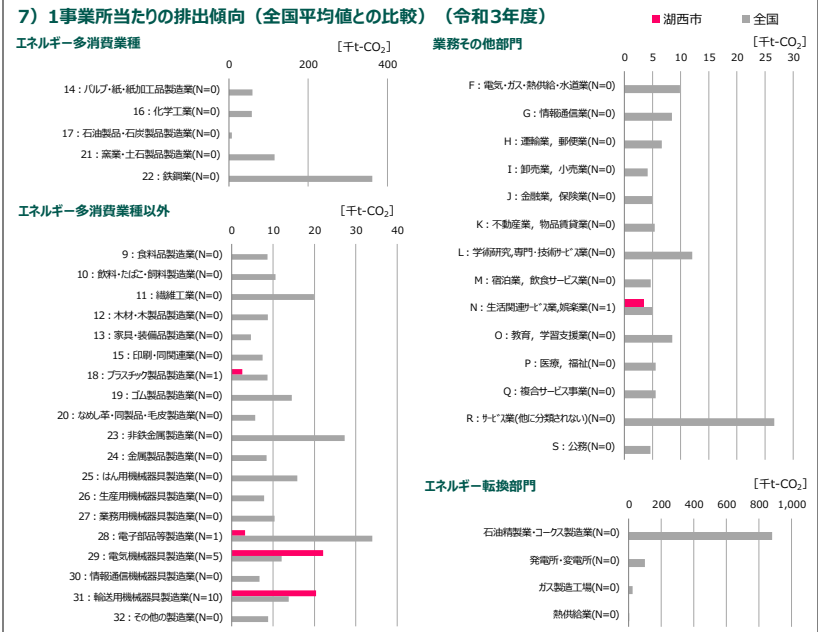 7）1事業所当たりの排出傾向（全国平均値との比較）（令和3年度）
■湖西市 ■全国
エネルギー多消費業種
[千t-CO₂]
0 200 400
14：パルプ・紙・紙加工品製造業(N=0)
16：化学工業(N=0)
17：石油製品・石炭製品製造業(N=0)
21：窯業・土石製品製造業(N=0)
22：鉄鋼業(N=0)
エネルギー多消費業種以外
[千t-CO₂]
0 10 20 30 40
9：食料品製造業(N=0)
10：飲料・たばこ・飼料製造業(N=0)
11：繊維工業(N=0)
12：木材・木製品製造業(N=0)
13：家具・装備品製造業(N=0)
15：印刷・同関連業(N=0)
18：プラスチック製品製造業(N=1)
19：ゴム製品製造業(N=0)
20：なめし革・同製品・毛皮製造業(N=0)
23：非鉄金属製造業(N=0)
24：金属製品製造業(N=0)
25：はん用機械器具製造業(N=0)
26：生産用機械器具製造業(N=0)
27：業務用機械器具製造業(N=0)
28：電子部品等製造業(N=1)
29：電気機械器具製造業(N=5)
30：情報通信機械器具製造業(N=0)
31：輸送用機械器具製造業(N=10)
32：その他の製造業(N=0)
業務その他部門
[千t-CO₂]
0 5 10 15 20 25 30
F：電気・ガス・熱供給・水道業(N=0)
G：情報通信業(N=0)
H：運輸業，郵便業(N=0)
I：卸売業，小売業(N=0)
J：金融業，保険業(N=0)
K：不動産業，物品賃貸業(N=0)
L：学術研究,専門・技術ｻｰﾋﾞｽ業(N=0)
M：宿泊業，飲食サービス業(N=0)
N：生活関連ｻｰﾋﾞｽ業,娯楽業(N=1)
O：教育，学習支援業(N=0)
P：医療，福祉(N=0)
Q：複合サービス事業(N=0)
R：ｻｰﾋﾞｽ業(他に分類されない)(N=0)
S：公務(N=0)
エネルギー転換部門
[千t-CO₂]
0 200 400 600 800 1,000
石油精製業・コークス製造業(N=0)
発電所・変電所(N=0)
ガス製造工場(N=0)
熱供給業(N=0)